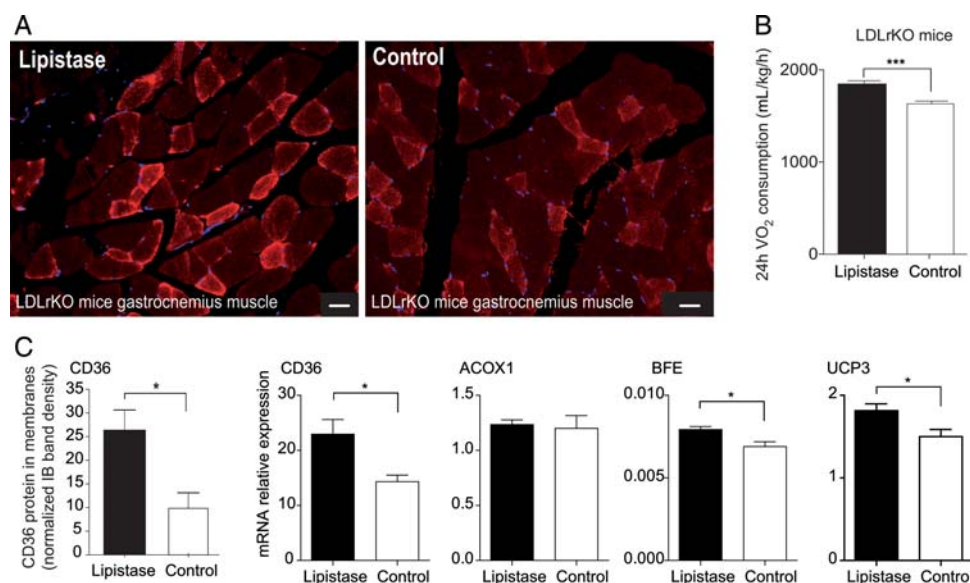 A
Lipistase
LDLrKO mice gastrocnemius muscle
Control
LDLrKO mice gastrocnemius muscle
B
LDLrKO mice
***
24h VO2 consumption (mL/kg/h)
2000
1000
0
Lipistase Control
C
CD36
*
CD36 protein in membranes
(normalized IB band density)
35
30
25
20
15
10
5
0
Lipistase Control
CD36
*
mRNA relative expression
30
20
10
0
Lipistase Control
ACOX1
1.5
1.0
0.5
0.0
Lipistase Control
BFE
*
0.010
0.005
0.000
Lipistase Control
UCP3
*
2
1
0
Lipistase Control